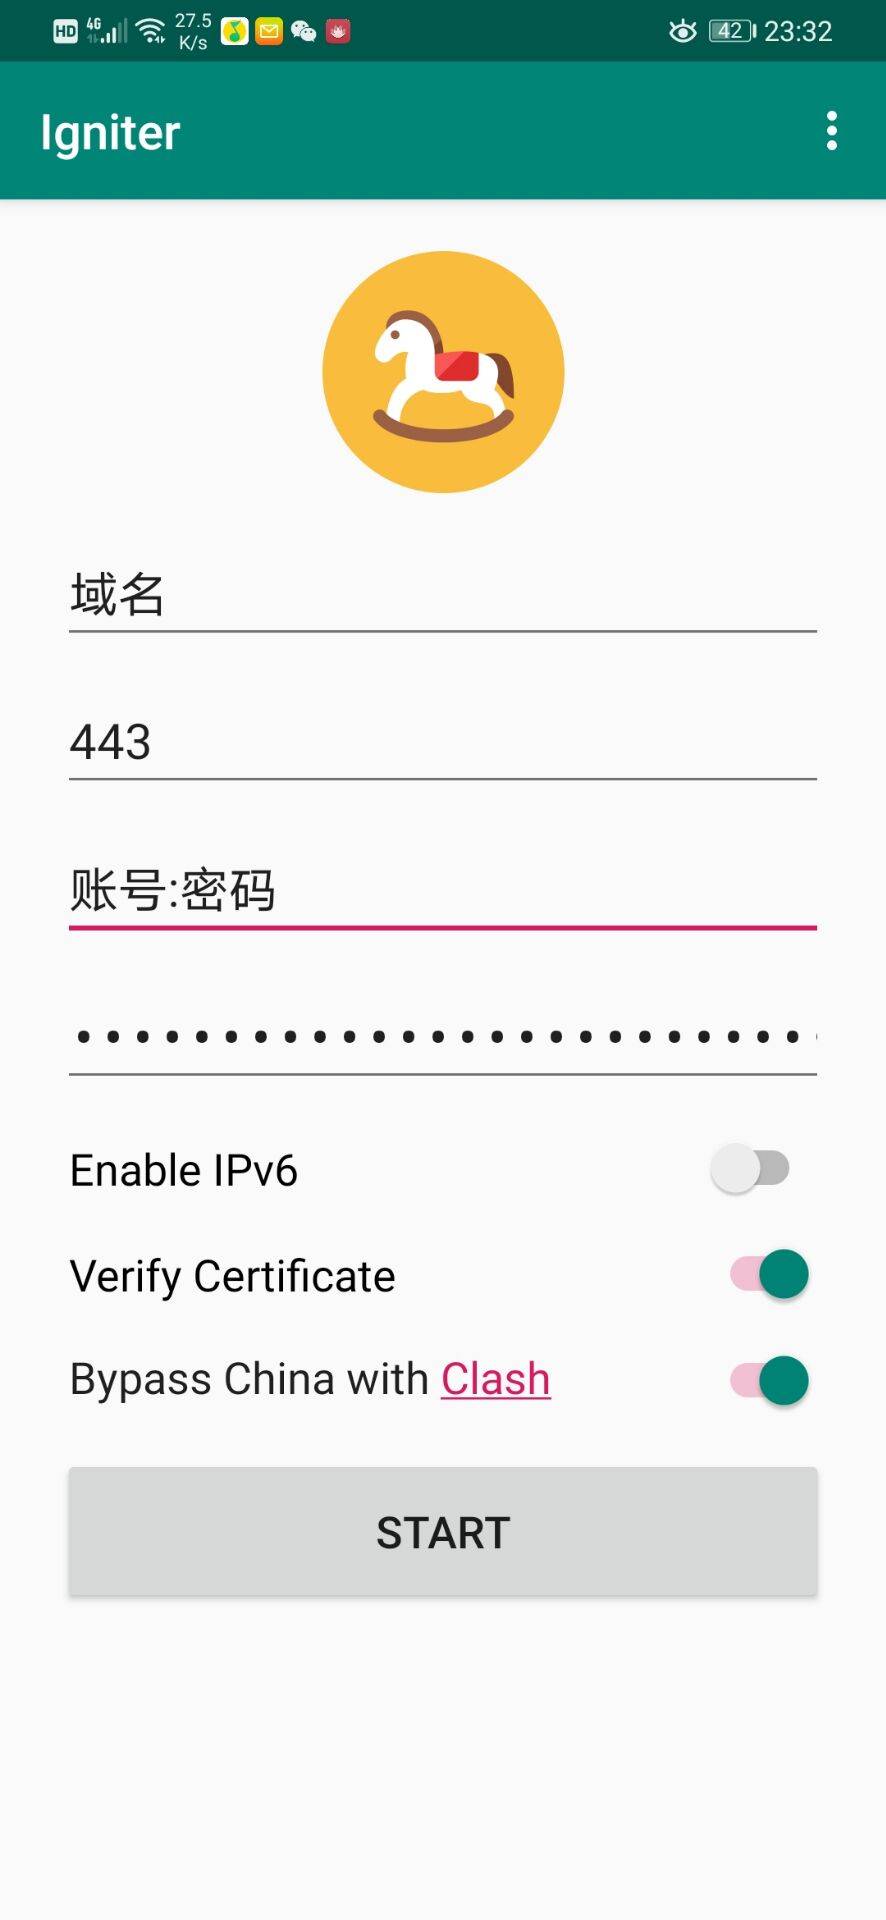 HD 4G 27.5 K/s 42 23:32
Igniter
域名
443
账号:密码
Enable IPv6
Verify Certificate
Bypass China with Clash
START